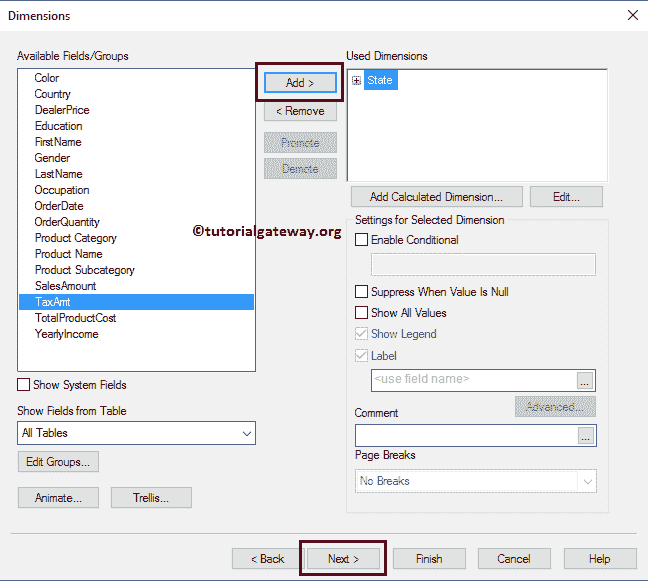 Dimensions
Available Fields/Groups
Color
Country
DealerPrice
Education
FirstName
Gender
LastName
Occupation
OrderDate
OrderQuantity
Product Category
Product Name
Product Subcategory
SalesAmount
TaxAmt
TotalProductCost
YearlyIncome
Show System Fields
Show Fields from Table
All Tables
Edit Groups...
Animate...
Trellis...
Add >
< Remove
Promote
Demote
©tutorialgateway.org
Used Dimensions
State
Add Calculated Dimension...
Edit...
Settings for Selected Dimension
Enable Conditional
Suppress When Value Is Null
Show All Values
Show Legend
Label
<use field name>
...
Advanced...
Comment
...
Page Breaks
No Breaks
< Back
Next >
Finish
Cancel
Help